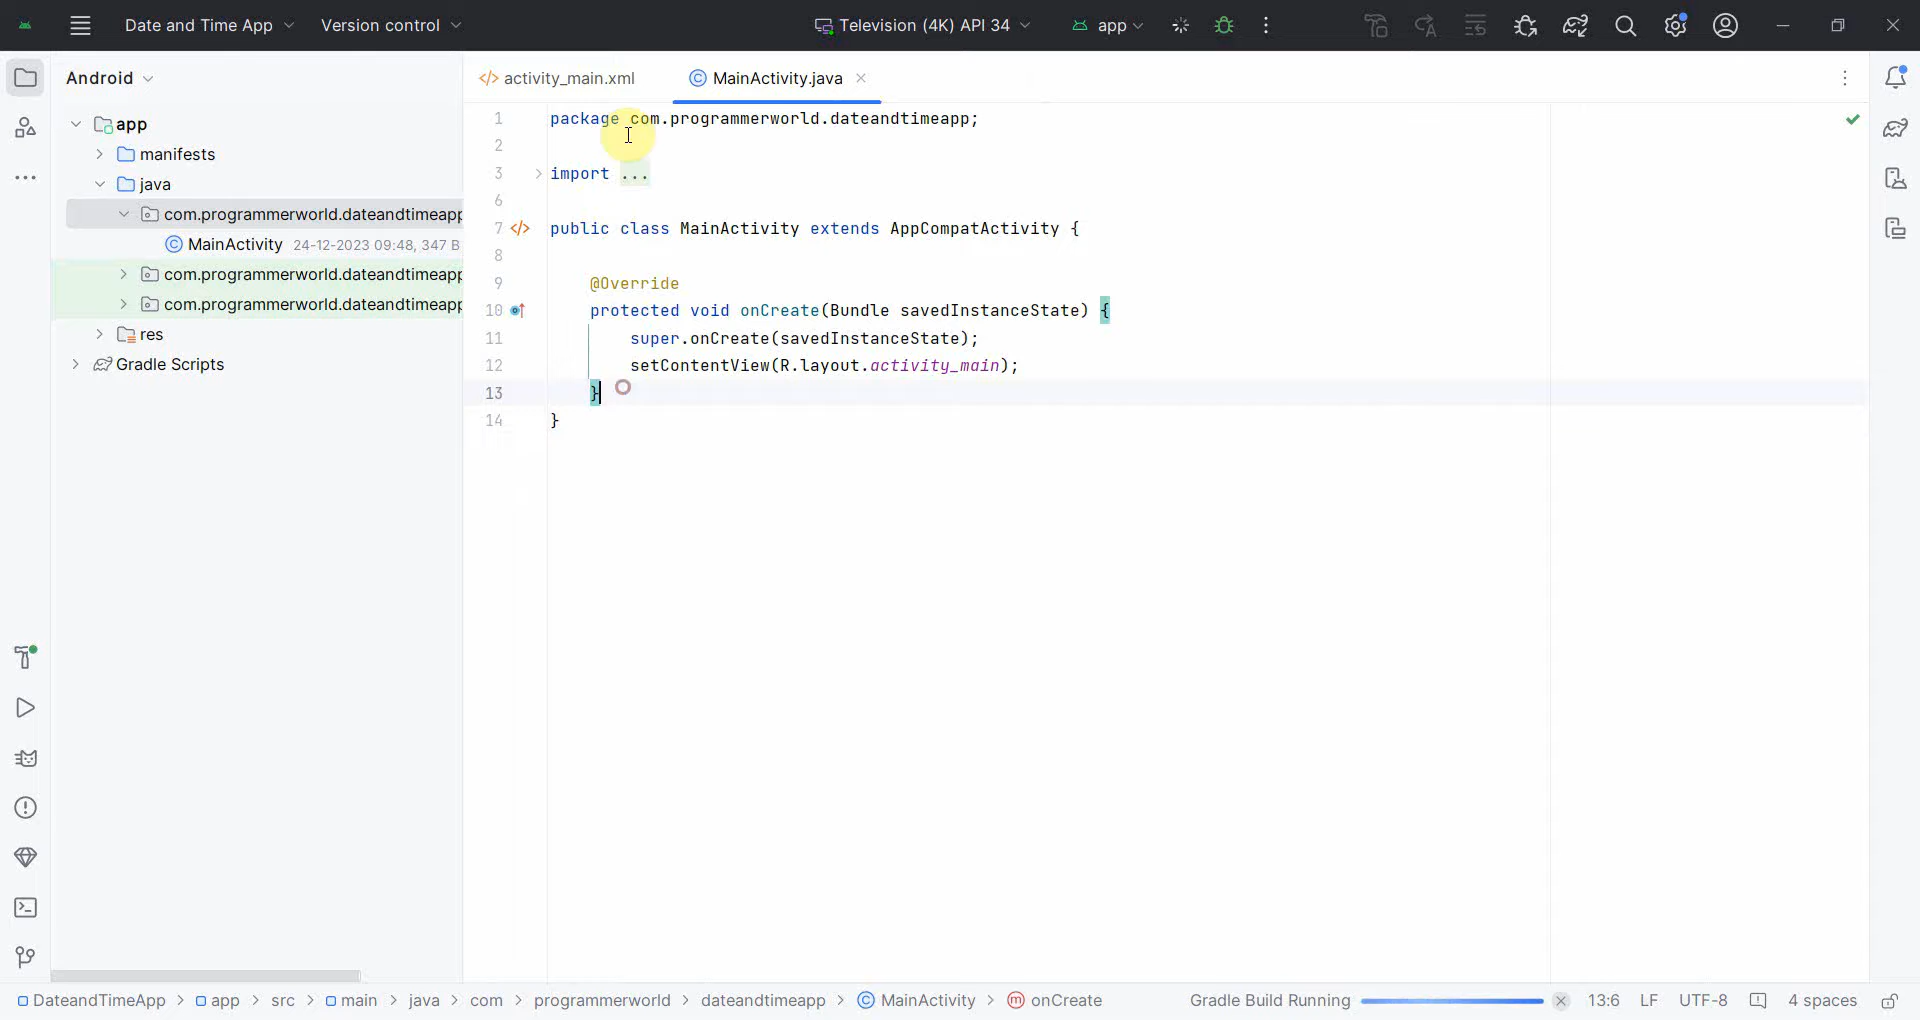 Date and Time App Version control Television (4K) API 34 app
Android
app
manifests
java
com.programmerworld.dateandtimeapp
MainActivity 24-12-2023 09:48, 347 B
com.programmerworld.dateandtimeapp
com.programmerworld.dateandtimeapp
res
Gradle Scripts
activity_main.xml MainActivity.java
1 package com.programmerworld.dateandtimeapp;
2
3 import ...
6
7 public class MainActivity extends AppCompatActivity {
8
9 @Override
10 protected void onCreate(Bundle savedInstanceState) {
11 super.onCreate(savedInstanceState);
12 setContentView(R.layout.activity_main);
13 }
14 }
DateandTimeApp > app > src > main > java > com > programmerworld > dateandtimeapp > MainActivity > onCreate Gradle Build Running 13:6 LF UTF-8 4 spaces